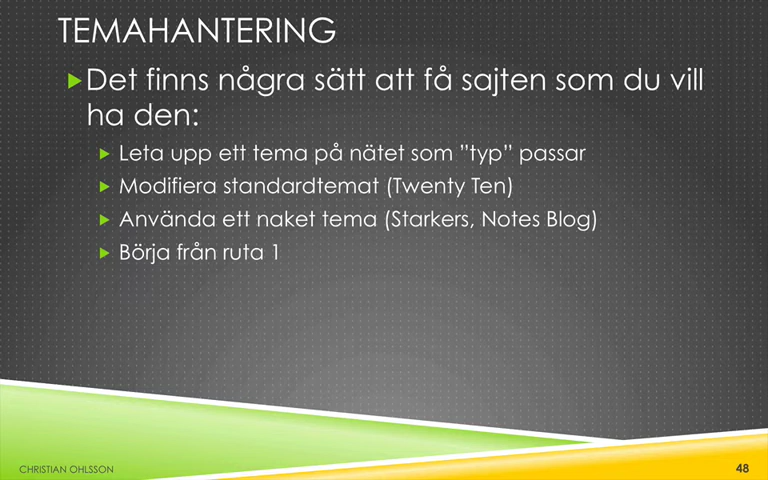 TEMAHANTERING
Det finns några sätt att få sajten som du vill
ha den:
Leta upp ett tema på nätet som ”typ” passar
Modifiera standardtemat (Twenty Ten)
Använda ett naket tema (Starkers, Notes Blog)
Börja från ruta 1
CHRISTIAN OHLSSON
48